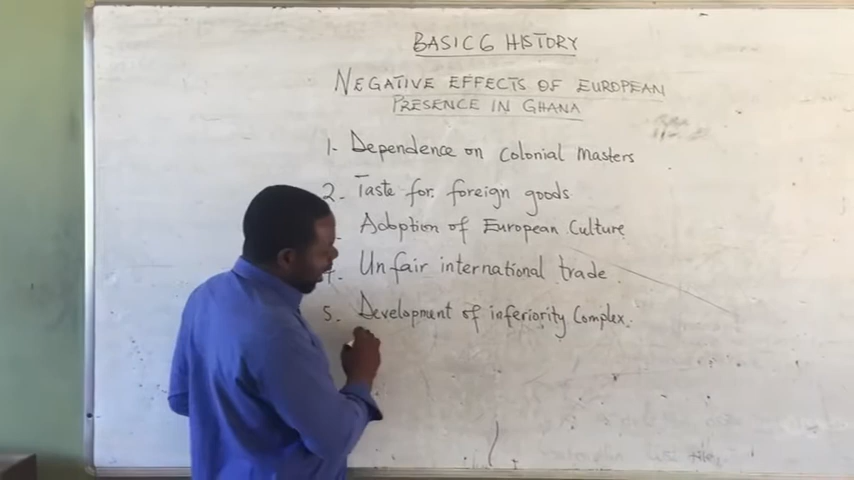 BASIC 6 HISTORY
NEGATIVE EFFECTS OF EUROPEAN
PRESENCE IN GHANA
1- Dependence on Colonial Masters
2- Taste for foreign goods
Adoption of European Culture
Unfair international trade
5. Development of inferiority Complex.